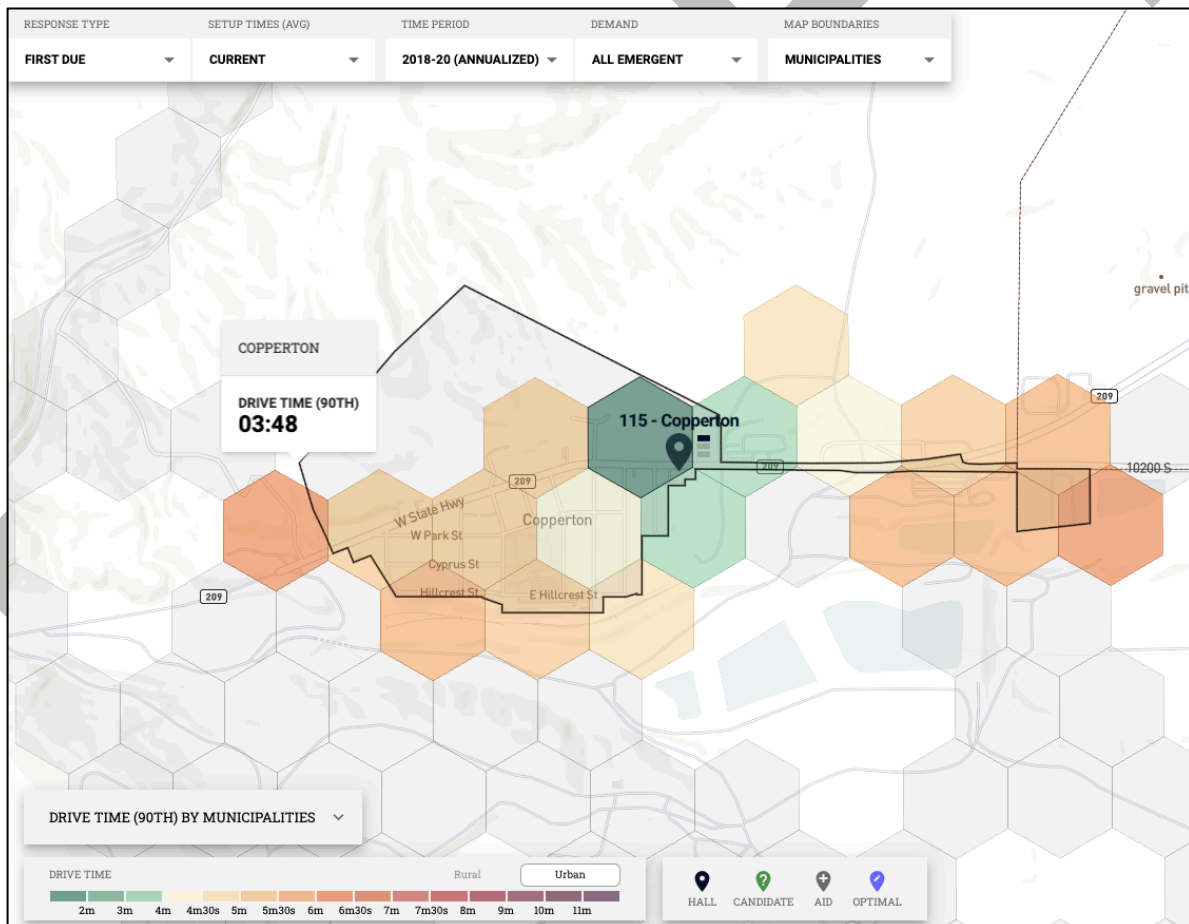 RESPONSE TYPE SETUP TIMES (AVG) TIME PERIOD DEMAND MAP BOUNDARIES
FIRST DUE CURRENT 2018-20 (ANNUALIZED) ALL EMERGENT MUNICIPALITIES
gravel pit
COPPERTON
DRIVE TIME (90TH)
03:48
209
115 - Copperton
209
10200 S
209
W State Hwy
Copperton
W Park St
Cyprus St
Hillcrest St
E Hillcrest St
209
DRIVE TIME (90TH) BY MUNICIPALITIES
DRIVE TIME Rural Urban
2m 3m 4m 4m30s 5m 5m30s 6m 6m30s 7m 7m30s 8m 9m 10m 11m
HALL CANDIDATE AID OPTIMAL